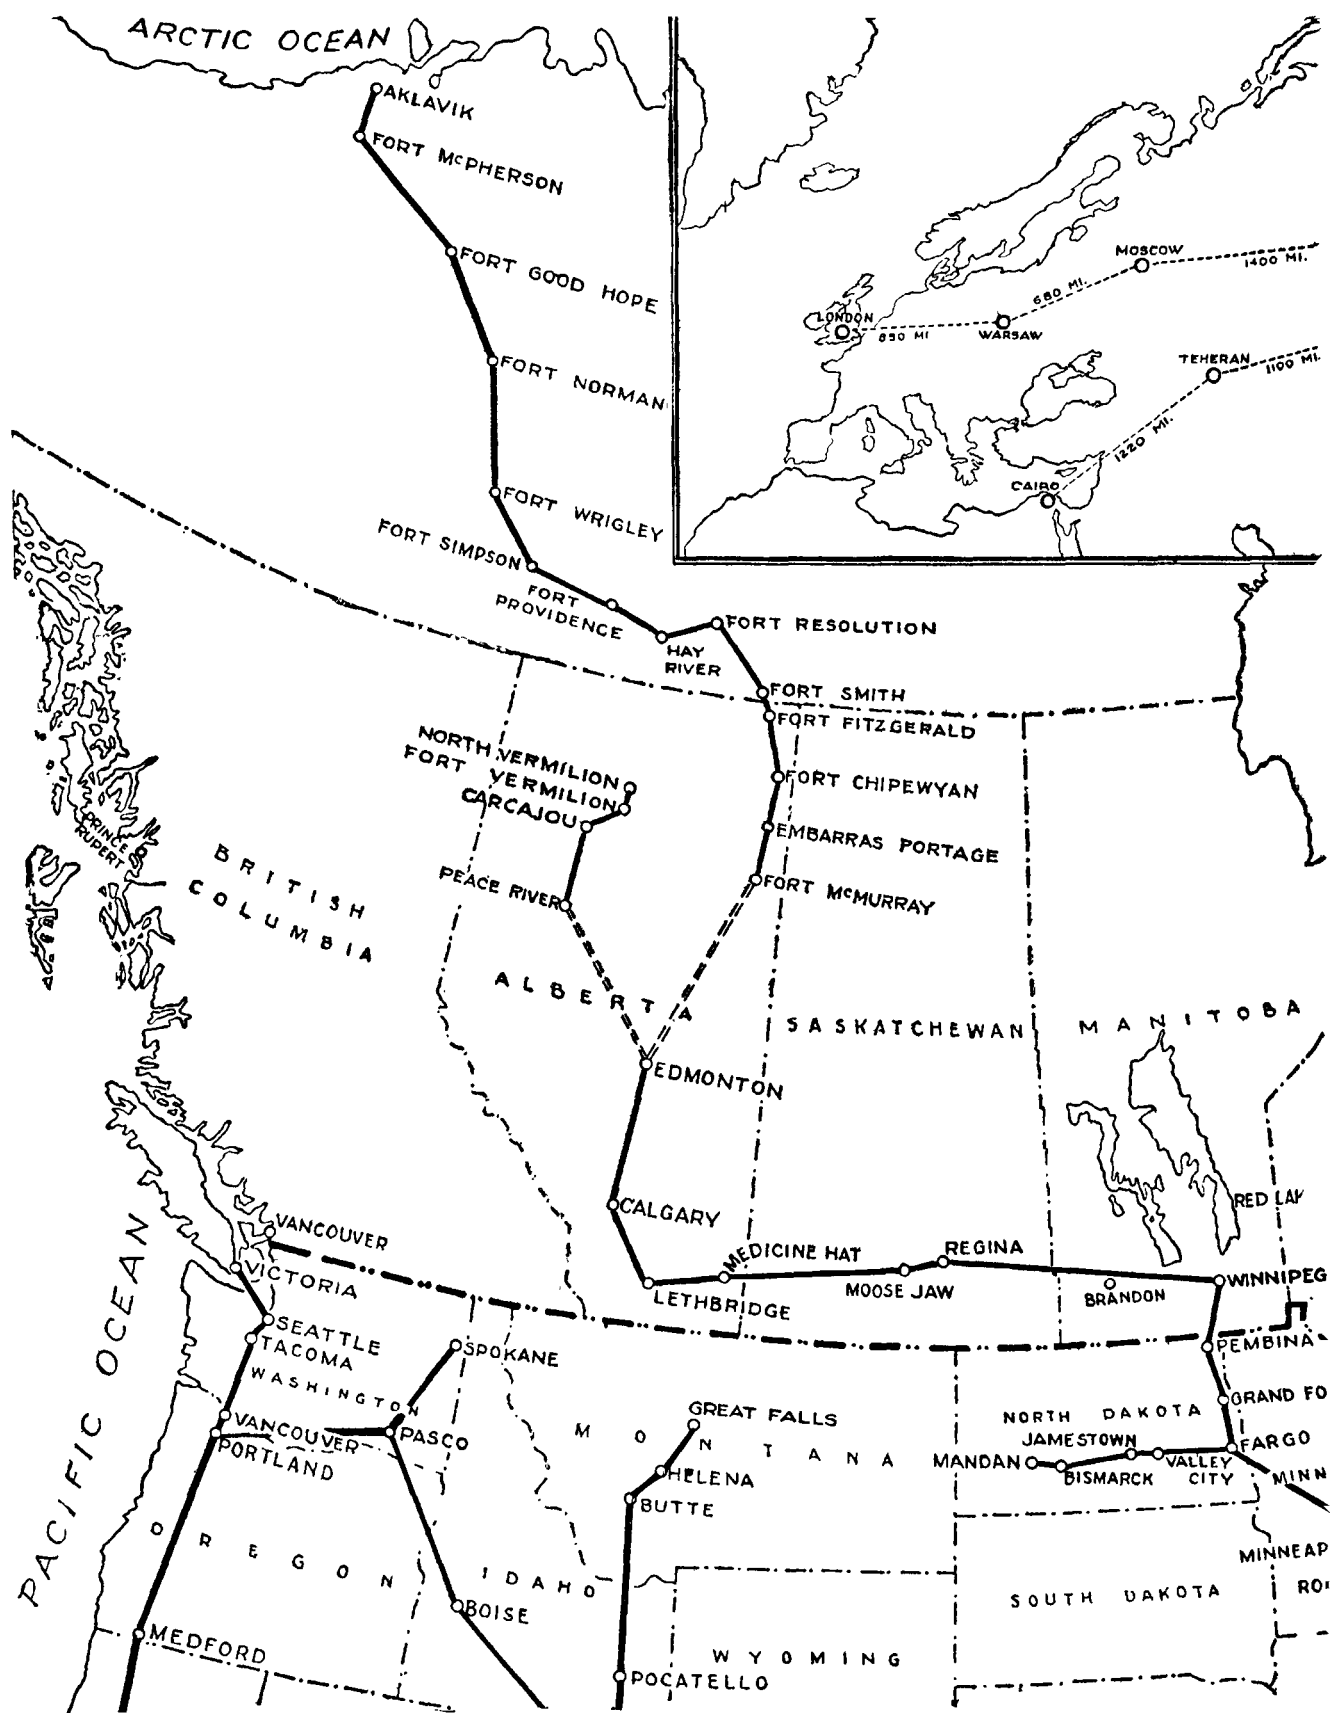 ARCTIC OCEAN
AKLAVIK
FORT McPHERSON
FORT GOOD HOPE
FORT NORMAN
FORT WRIGLEY
FORT SIMPSON
FORT
PROVIDENCE
HAY
RIVER
FORT RESOLUTION
FORT SMITH
FORT FITZGERALD
FORT CHIPEWYAN
EMBARRAS PORTAGE
FORT McMURRAY
NORTH VERMILION
FORT VERMILION
CARCAJOU
PEACE RIVER
PRINCE
RUPERT
BRITISH
COLUMBIA
ALBERTA
SASKATCHEWAN
MANITOBA
EDMONTON
CALGARY
LETHBRIDGE
MEDICINE HAT
MOOSE JAW
REGINA
BRANDON
WINNIPEG
RED LAK
PEMBINA
GRAND FO
FARGO
MINN
VALLEY
CITY
JAMESTOWN
BISMARCK
MANDAN
NORTH DAKOTA
SOUTH DAKOTA
MINNEAP
RO
VANCOUVER
VICTORIA
SEATTLE
TACOMA
WASHINGTON
SPOKANE
VANCOUVER
PORTLAND
PASCO
PACIFIC OCEAN
OREGON
MEDFORD
IDAHO
BOISE
MONTANA
GREAT FALLS
HELENA
BUTTE
POCATELLO
WYOMING
LONDON
850 MI
WARSAW
680 MI.
MOSCOW
1400 MI.
TEHERAN
1100 MI.
1220 MI.
CAIRO